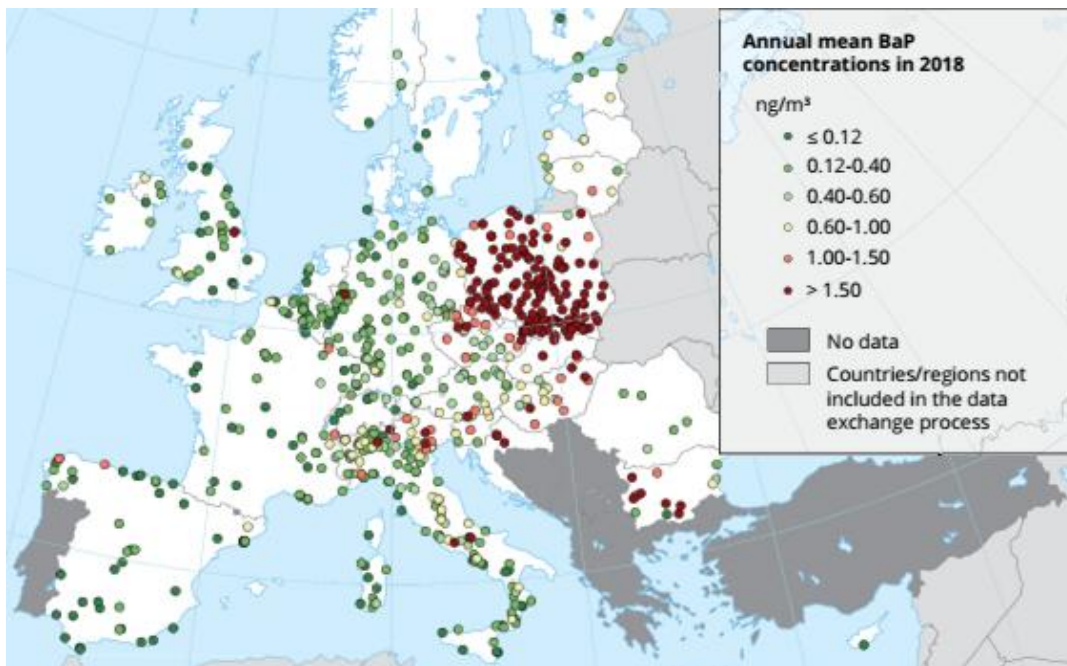 Annual mean BaP
concentrations in 2018
ng/m³
≤ 0.12
0.12-0.40
0.40-0.60
0.60-1.00
1.00-1.50
> 1.50
No data
Countries/regions not
included in the data
exchange process